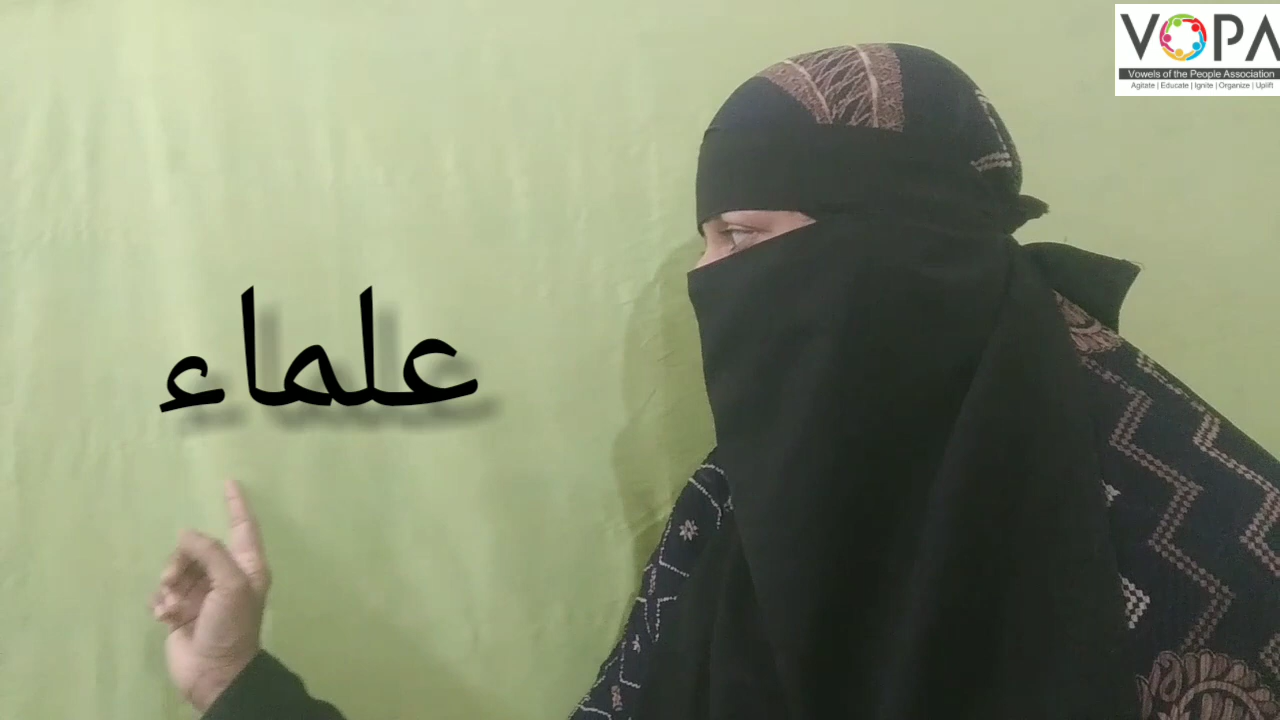 علماء
VOPA
Vowels of the People Association
Agitate | Educate | Ignite | Organize | Uplift